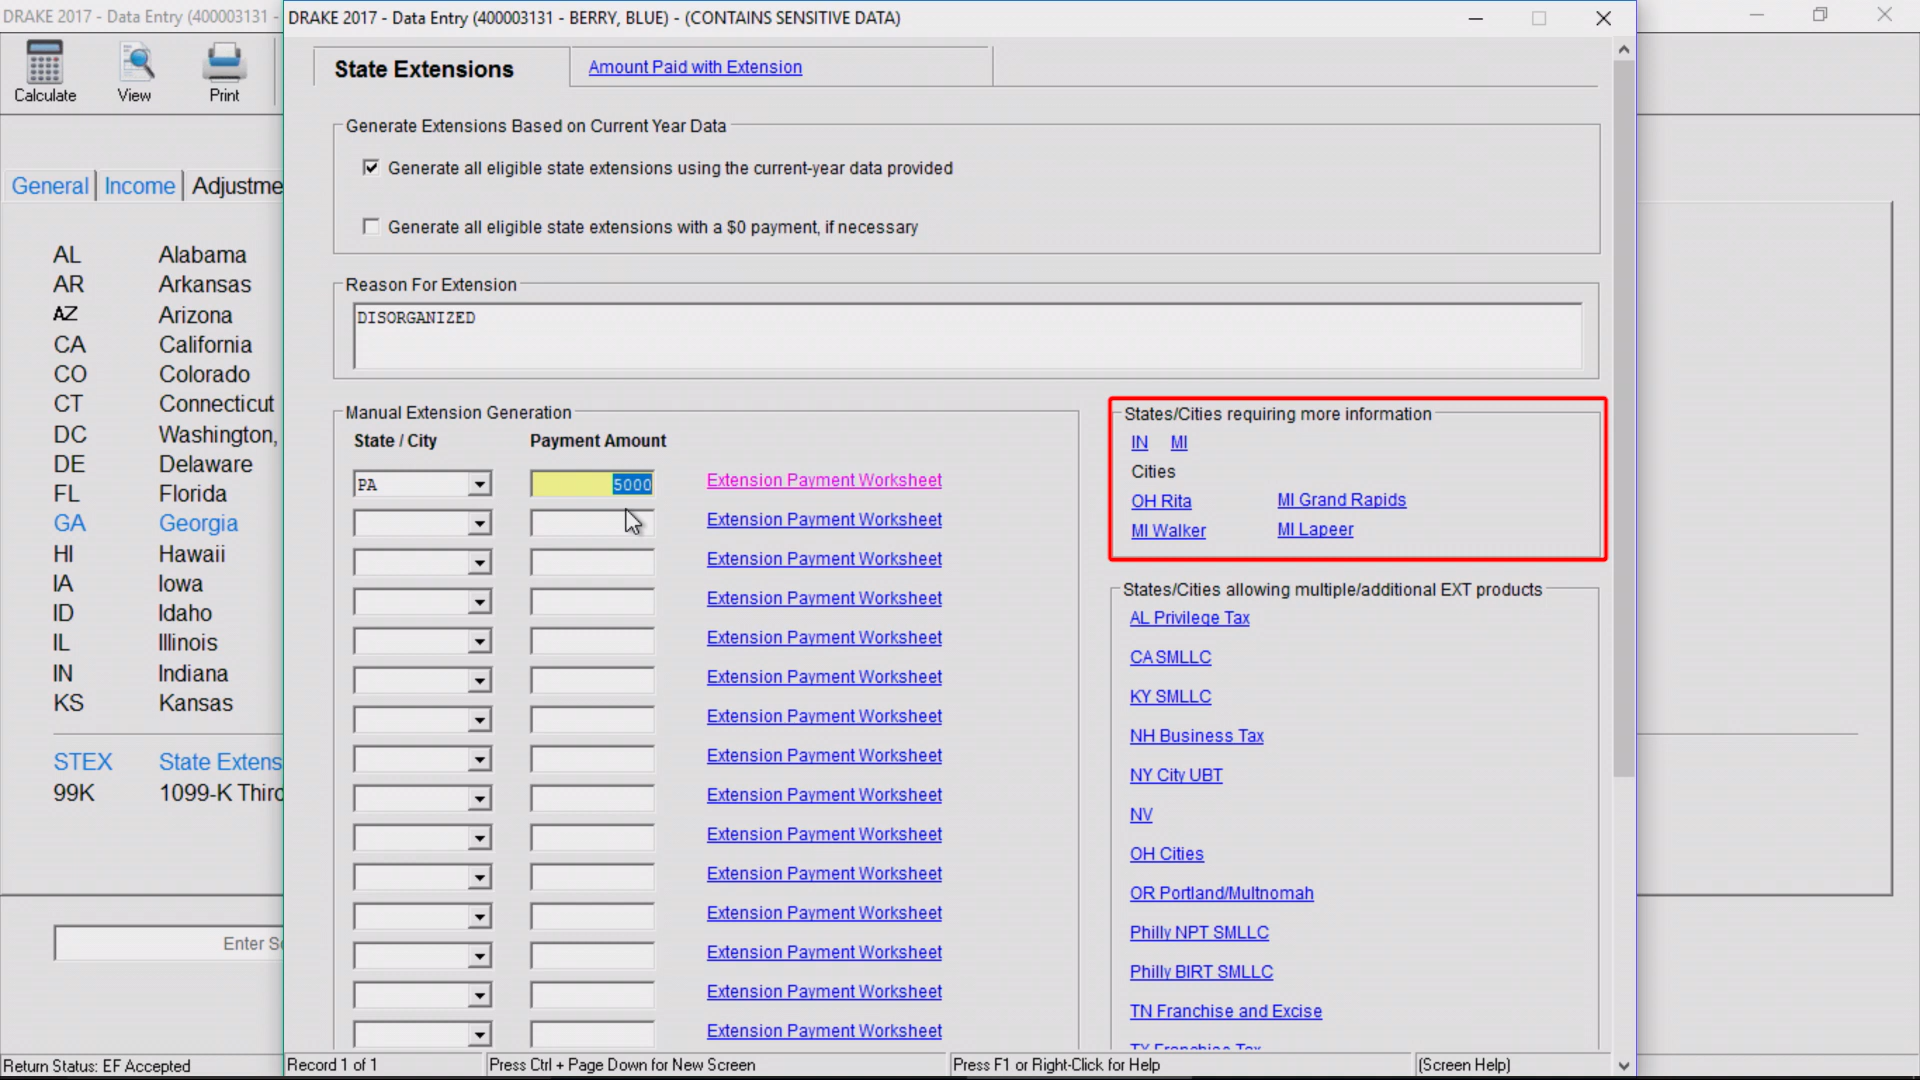 DRAKE 2017 - Data Entry (400003131 -
DRAKE 2017 - Data Entry (400003131 - BERRY, BLUE) - (CONTAINS SENSITIVE DATA)
Calculate View Print
General Income Adjustme
AL Alabama
AR Arkansas
AZ Arizona
CA California
CO Colorado
CT Connecticut
DC Washington,
DE Delaware
FL Florida
GA Georgia
HI Hawaii
IA Iowa
ID Idaho
IL Illinois
IN Indiana
KS Kansas
STEX State Extens
99K 1099-K Thir
Enter
Return Status: EF Accepted
State Extensions
Amount Paid with Extension
Generate Extensions Based on Current Year Data
Generate all eligible state extensions using the current-year data provided
Generate all eligible state extensions with a $0 payment, if necessary
Reason For Extension
DISORGANIZED
Manual Extension Generation
State / City Payment Amount
PA 5000 Extension Payment Worksheet
Extension Payment Worksheet
Extension Payment Worksheet
Extension Payment Worksheet
Extension Payment Worksheet
Extension Payment Worksheet
Extension Payment Worksheet
Extension Payment Worksheet
Extension Payment Worksheet
Extension Payment Worksheet
Extension Payment Worksheet
Extension Payment Worksheet
Extension Payment Worksheet
Extension Payment Worksheet
Extension Payment Worksheet
States/Cities requiring more information
IN MI
Cities
OH Rita MI Grand Rapids
MI Walker MI Lapeer
States/Cities allowing multiple/additional EXT products
AL Privilege Tax
CA SMLLC
KY SMLLC
NH Business Tax
NY City UBT
NV
OH Cities
OR Portland/Multnomah
Philly NPT SMLLC
Philly BIRT SMLLC
TN Franchise and Excise
TX Franchise Tax
Record 1 of 1 Press Ctrl + Page Down for New Screen Press F1 or Right-Click for Help (Screen Help)